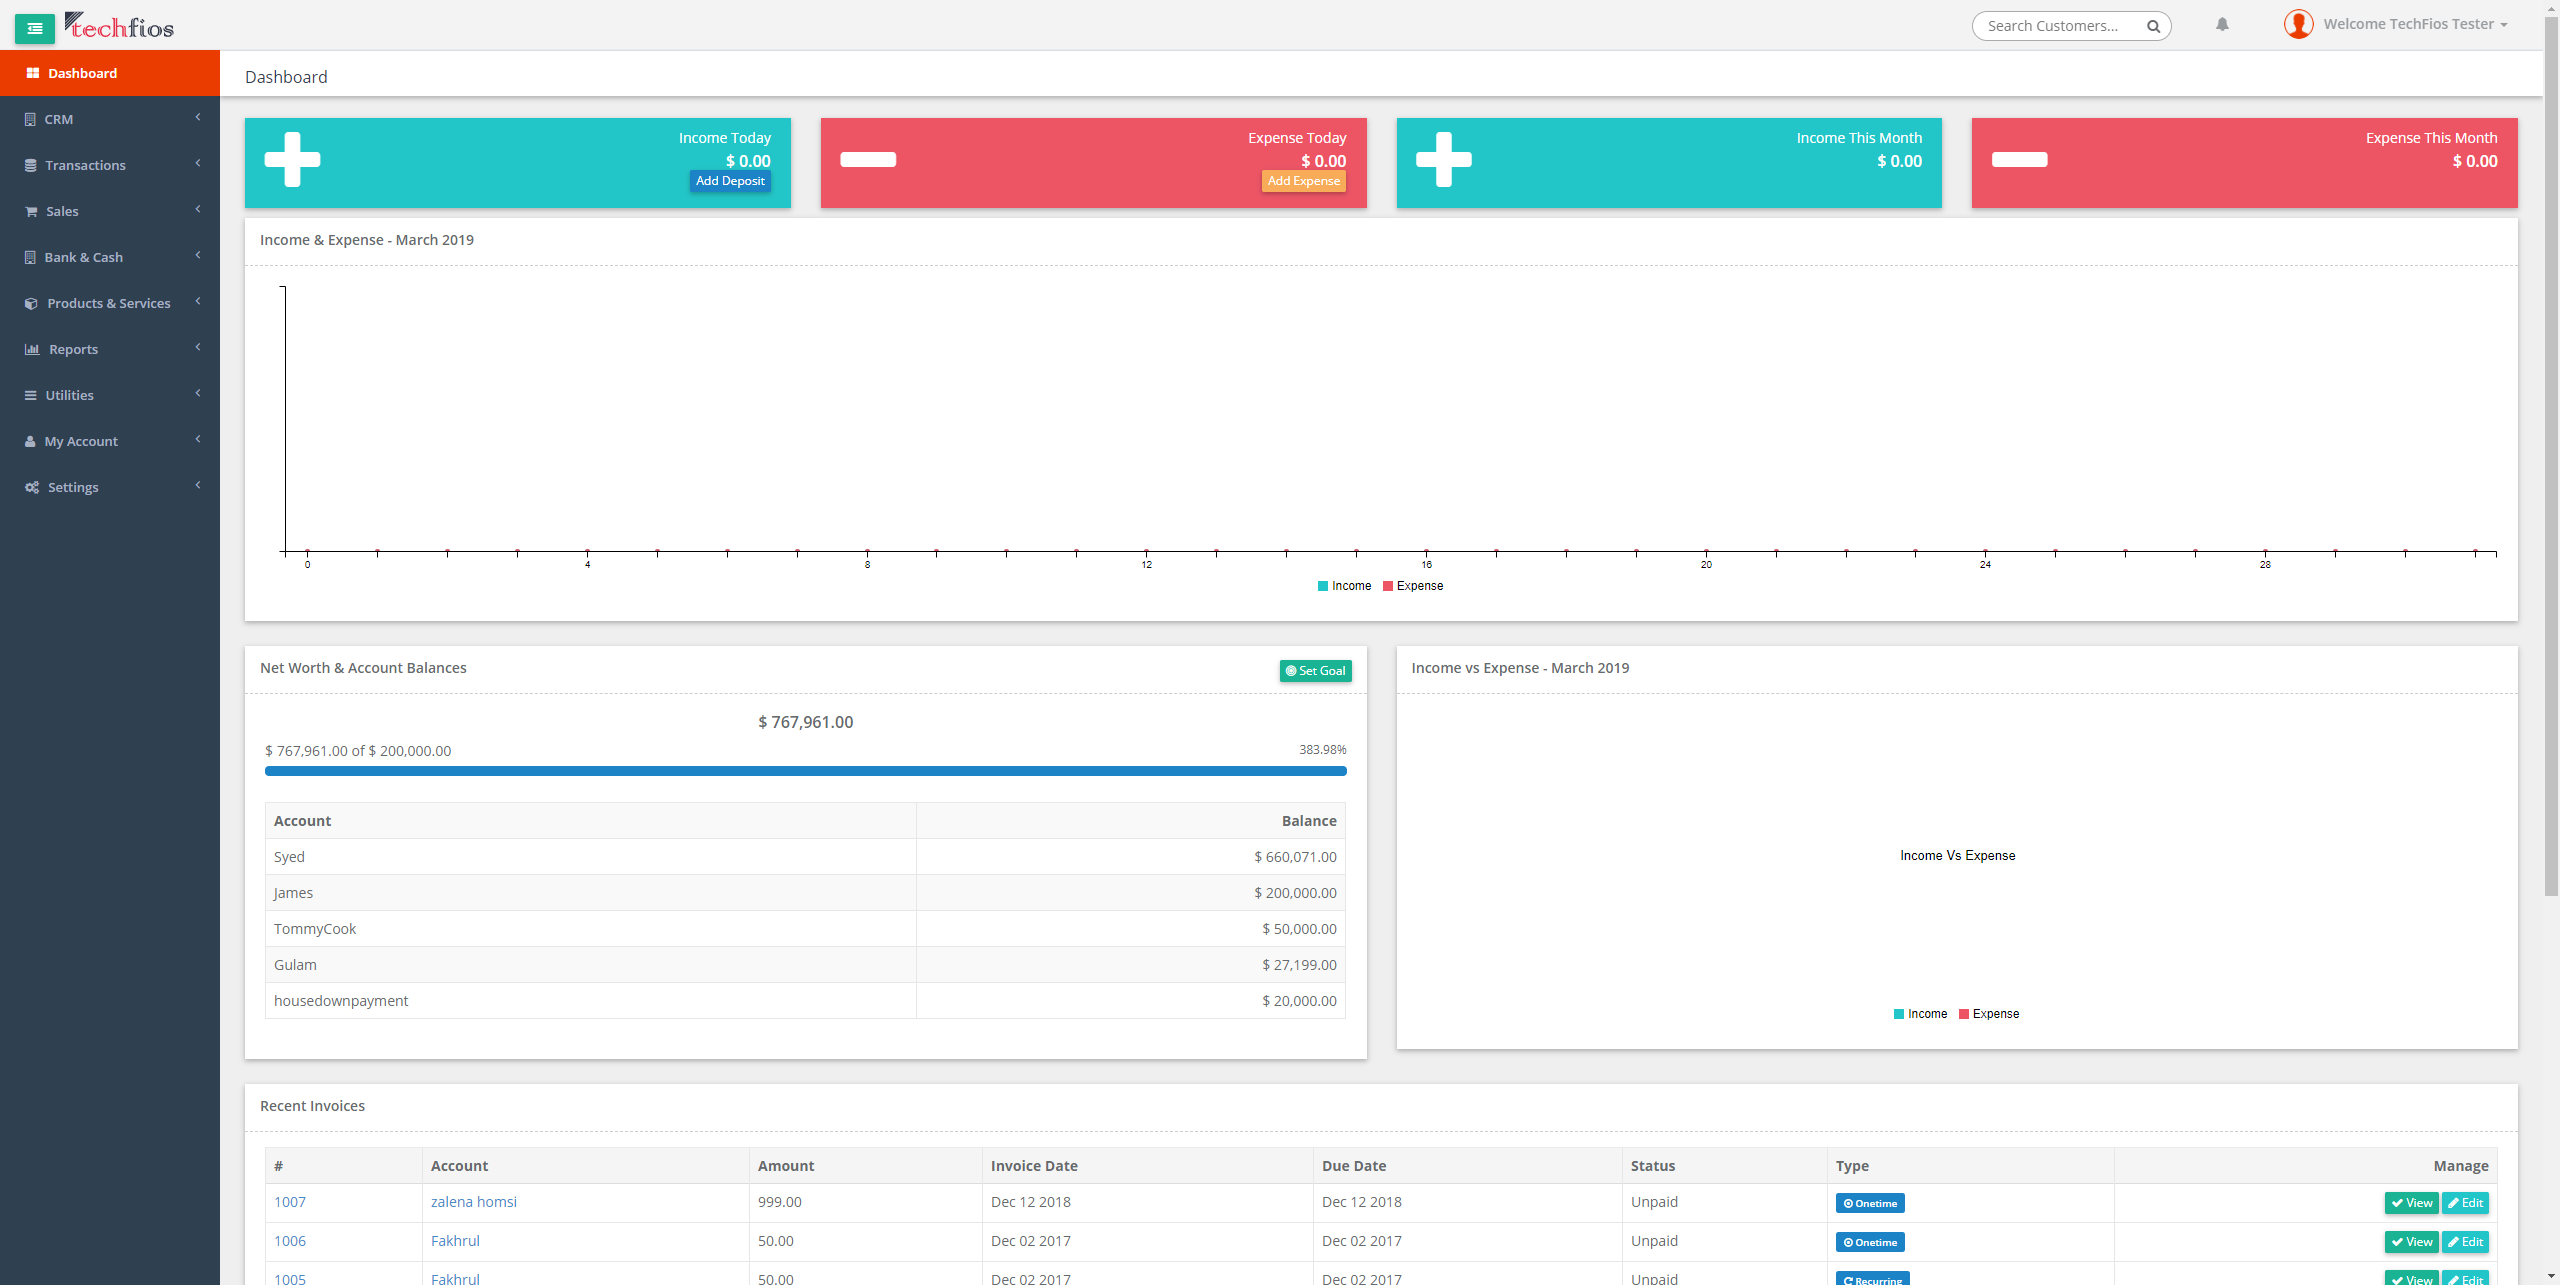 techfios
Search Customers...
Welcome TechFios Tester
Dashboard
CRM
Transactions
Sales
Bank & Cash
Products & Services
Reports
Utilities
My Account
Settings
Dashboard
Income Today
$ 0.00
Add Deposit
Expense Today
$ 0.00
Add Expense
Income This Month
$ 0.00
Expense This Month
$ 0.00
Income & Expense - March 2019
0 4 8 12 16 20 24 28
Income Expense
Net Worth & Account Balances
Set Goal
$ 767,961.00
$ 767,961.00 of $ 200,000.00 383.98%
Account Balance
Syed $ 660,071.00
James $ 200,000.00
TommyCook $ 50,000.00
Gulam $ 27,199.00
housedownpayment $ 20,000.00
Income vs Expense - March 2019
Income Vs Expense
Income Expense
Recent Invoices
# Account Amount Invoice Date Due Date Status Type Manage
1007 zalena homsi 999.00 Dec 12 2018 Dec 12 2018 Unpaid Onetime View Edit
1006 Fakhrul 50.00 Dec 02 2017 Dec 02 2017 Unpaid Onetime View Edit
1005 Fakhrul 50.00 Dec 02 2017 Dec 02 2017 Unpaid Recurring View Edit